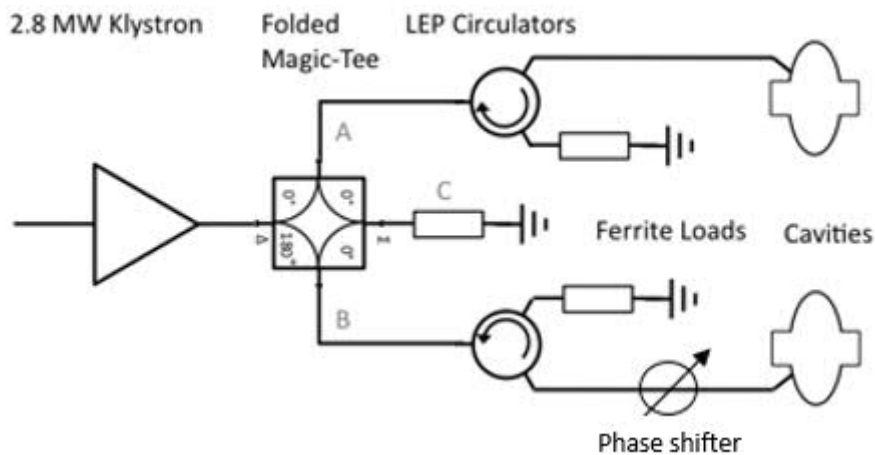 2.8 MW Klystron
Folded
Magic-Tee
LEP Circulators
A
0°
0°
C
Δ
180°
0°
Σ
Ferrite Loads
Cavities
B
Phase shifter